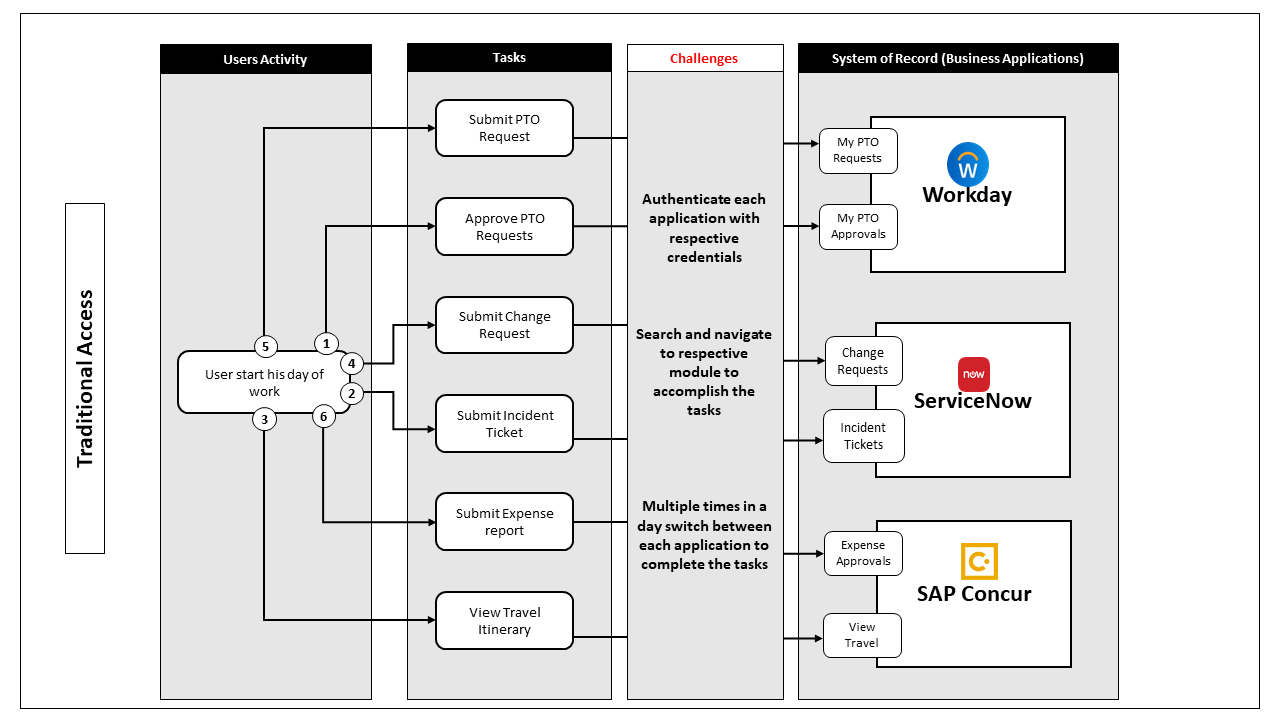 Traditional Access
Users Activity
Tasks
Challenges
System of Record (Business Applications)
5
1
4
2
3
6
User start his day of
work
Submit PTO
Request
Approve PTO
Requests
Submit Change
Request
Submit Incident
Ticket
Submit Expense
report
View Travel
Itinerary
Authenticate each
application with
respective
credentials
Search and navigate
to respective
module to
accomplish the
tasks
Multiple times in a
day switch between
each application to
complete the tasks
My PTO
Requests
My PTO
Approvals
W
Workday
Change
Requests
Incident
Tickets
now
ServiceNow
Expense
Approvals
View
Travel
C
SAP Concur